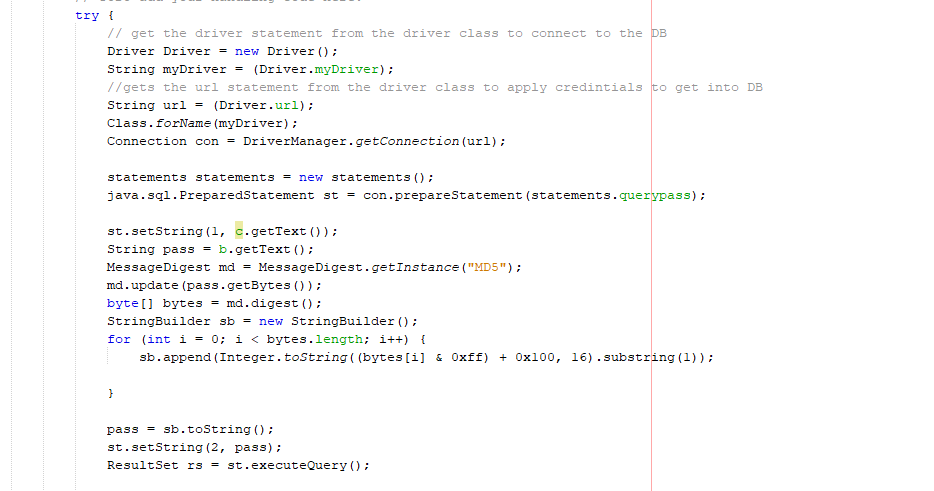 try {
// get the driver statement from the driver class to connect to the DB
Driver Driver = new Driver();
String myDriver = (Driver.myDriver);
//gets the url statement from the driver class to apply credintials to get into DB
String url = (Driver.url);
Class.forName(myDriver);
Connection con = DriverManager.getConnection(url);
statements statements = new statements();
java.sql.PreparedStatement st = con.prepareStatement(statements.querypass);
st.setString(1, c.getText());
String pass = b.getText();
MessageDigest md = MessageDigest.getInstance("MD5");
md.update(pass.getBytes());
byte[] bytes = md.digest();
StringBuilder sb = new StringBuilder();
for (int i = 0; i < bytes.length; i++) {
sb.append(Integer.toString((bytes[i] & 0xff) + 0x100, 16).substring(1));
}
pass = sb.toString();
st.setString(2, pass);
ResultSet rs = st.executeQuery();